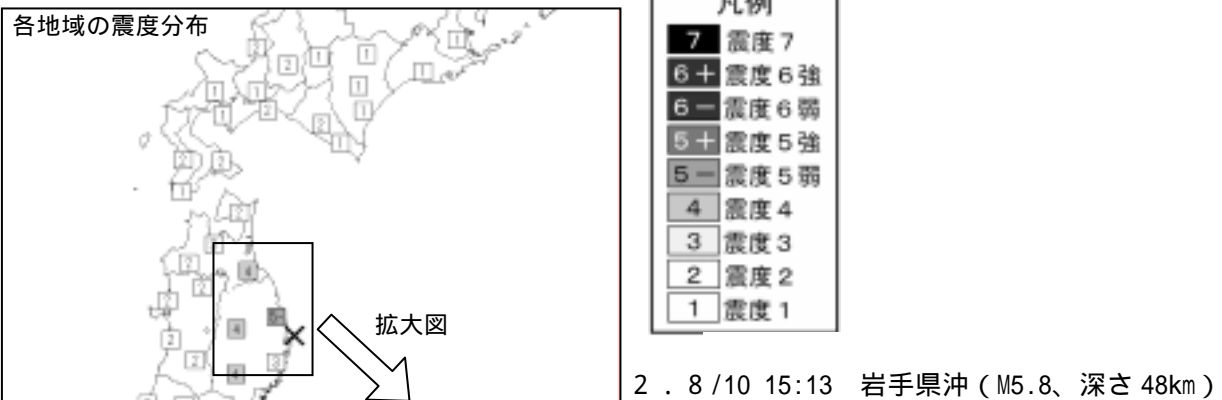 各地域の震度分布
拡大図
凡例
7 震度7
6+ 震度6強
6- 震度6弱
5+ 震度5強
5- 震度5弱
4 震度4
3 震度3
2 震度2
1 震度1
2．8/10 15:13　岩手県沖（M5.8、深さ48km）